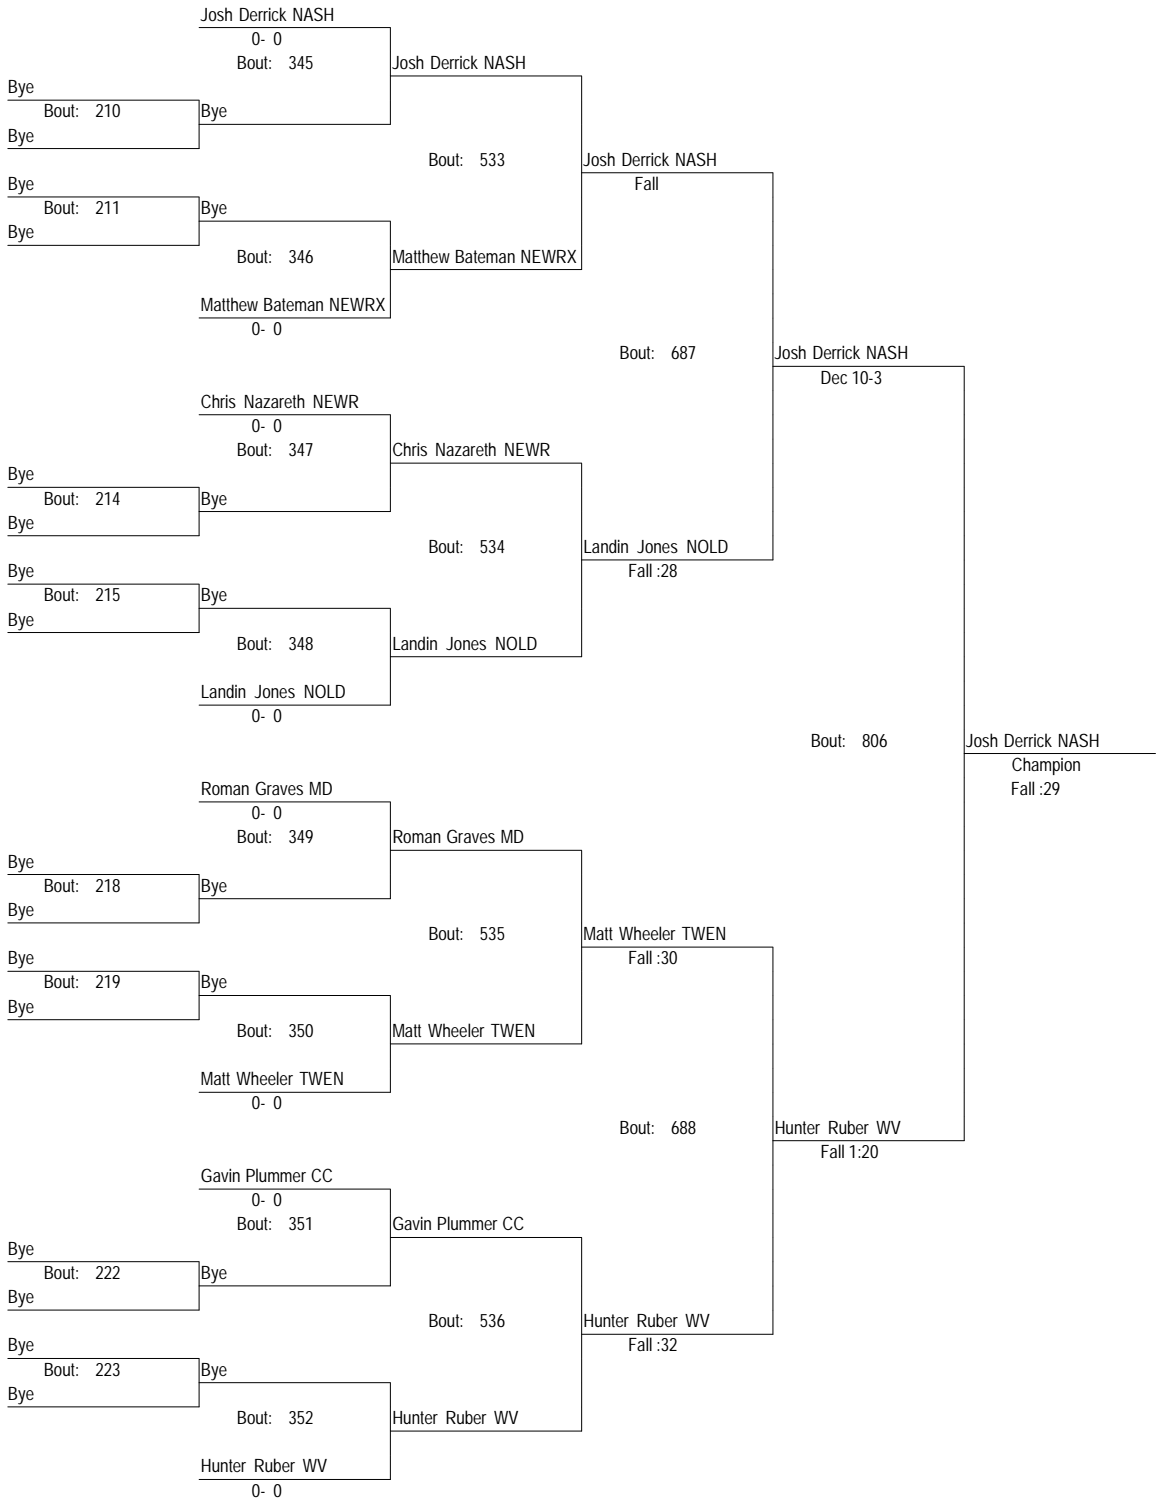 Josh Derrick NASH
0- 0
Bout: 345
Josh Derrick NASH
Bye
Bout: 210
Bye
Bye
Bout: 533
Josh Derrick NASH
Fall
Bye
Bout: 211
Bye
Bye
Bout: 346
Matthew Bateman NEWRX
Matthew Bateman NEWRX
0- 0
Bout: 687
Josh Derrick NASH
Dec 10-3
Chris Nazareth NEWR
0- 0
Bout: 347
Chris Nazareth NEWR
Bye
Bout: 214
Bye
Bye
Bout: 534
Landin Jones NOLD
Fall :28
Bye
Bout: 215
Bye
Bye
Bout: 348
Landin Jones NOLD
Landin Jones NOLD
0- 0
Bout: 806
Josh Derrick NASH
Champion
Fall :29
Roman Graves MD
0- 0
Bout: 349
Roman Graves MD
Bye
Bout: 218
Bye
Bye
Bout: 535
Matt Wheeler TWEN
Fall :30
Bye
Bout: 219
Bye
Bye
Bout: 350
Matt Wheeler TWEN
Matt Wheeler TWEN
0- 0
Bout: 688
Hunter Ruber WV
Fall 1:20
Gavin Plummer CC
0- 0
Bout: 351
Gavin Plummer CC
Bye
Bout: 222
Bye
Bye
Bout: 536
Hunter Ruber WV
Fall :32
Bye
Bout: 223
Bye
Bye
Bout: 352
Hunter Ruber WV
Hunter Ruber WV
0- 0